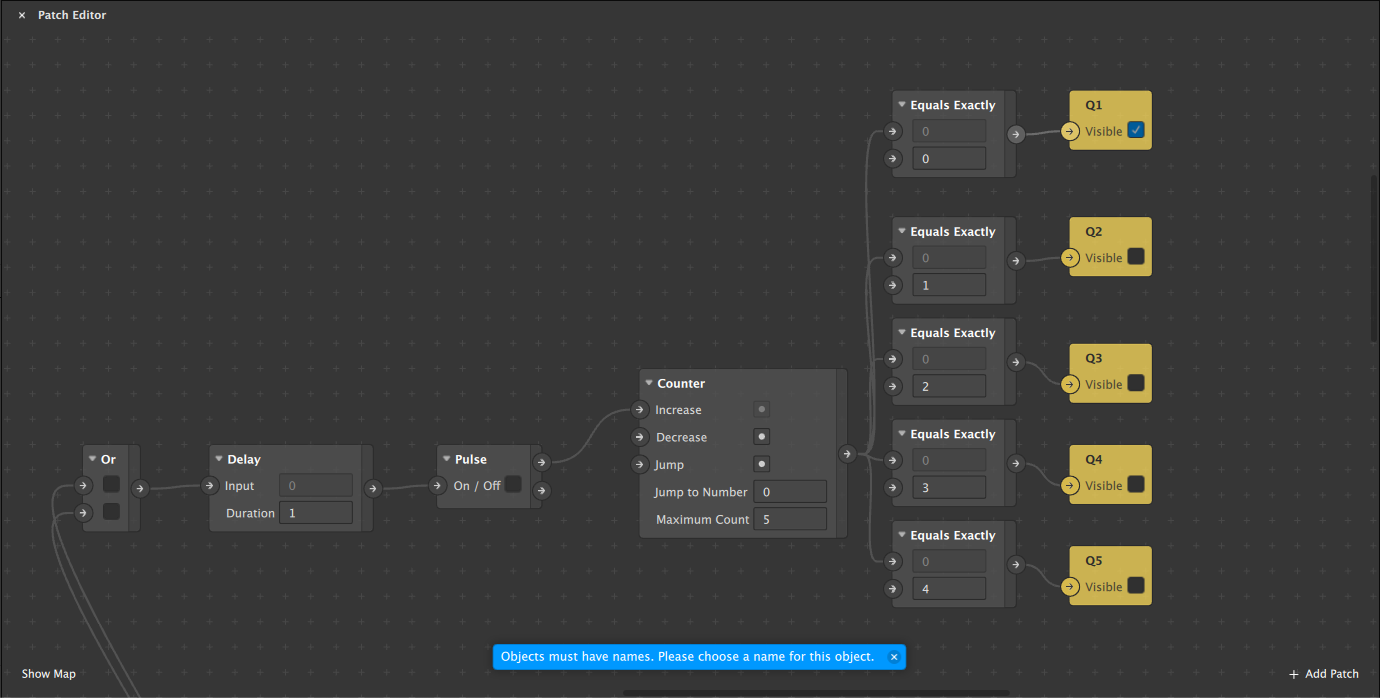 × Patch Editor
Equals Exactly
0
0
Q1
Visible
Equals Exactly
0
1
Q2
Visible
Equals Exactly
0
2
Q3
Visible
Counter
Increase
Decrease
Jump
Jump to Number 0
Maximum Count 5
Equals Exactly
0
3
Q4
Visible
Or
Delay
Input 0
Duration 1
Pulse
On / Off
Equals Exactly
0
4
Q5
Visible
Objects must have names. Please choose a name for this object. ×
Show Map
+ Add Patch